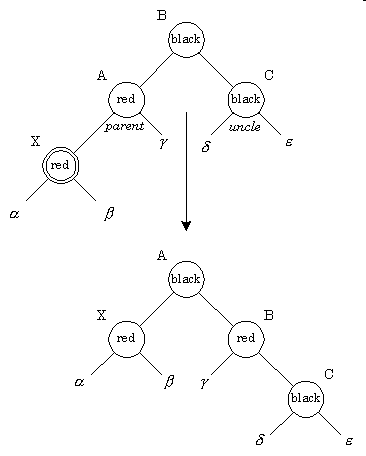 B
black
A C
red black
parent uncle
X γ δ ε
red
α β
A
black
X B
red red
α β γ C
black
δ ε